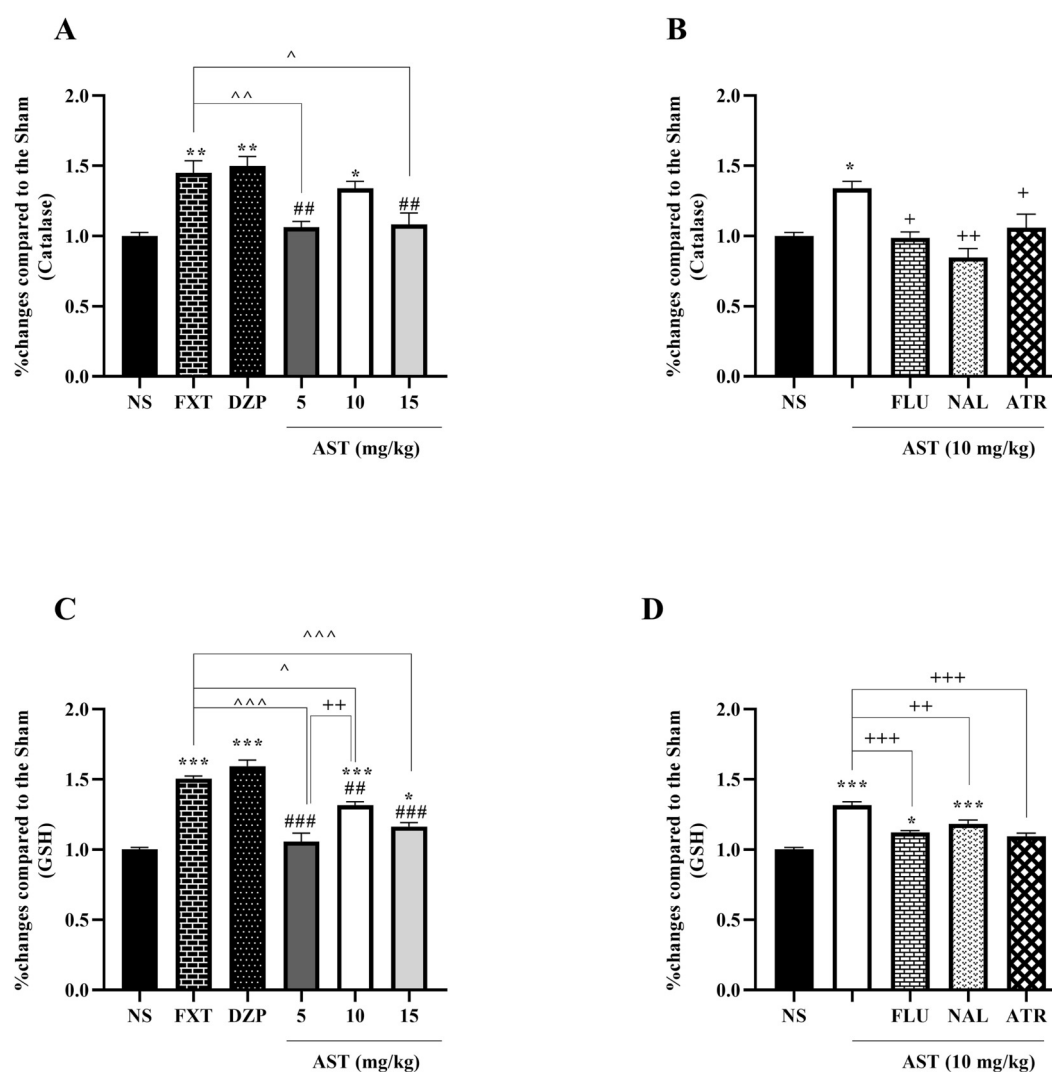 A
^
^^
2.0
1.5
1.0
0.5
0.0
%changes compared to the Sham
(Catalase)
** ** ## * ##
NS FXT DZP 5 10 15
AST (mg/kg)
B
2.0
1.5
1.0
0.5
0.0
%changes compared to the Sham
(Catalase)
* + ++ +
NS FLU NAL ATR
AST (10 mg/kg)
C
^^^
^
^^^ ++
2.0
1.5
1.0
0.5
0.0
%changes compared to the Sham
(GSH)
*** *** ### *** *
## ###
NS FXT DZP 5 10 15
AST (mg/kg)
D
+++
++
+++
2.0
1.5
1.0
0.5
0.0
%changes compared to the Sham
(GSH)
*** * ***
NS FLU NAL ATR
AST (10 mg/kg)